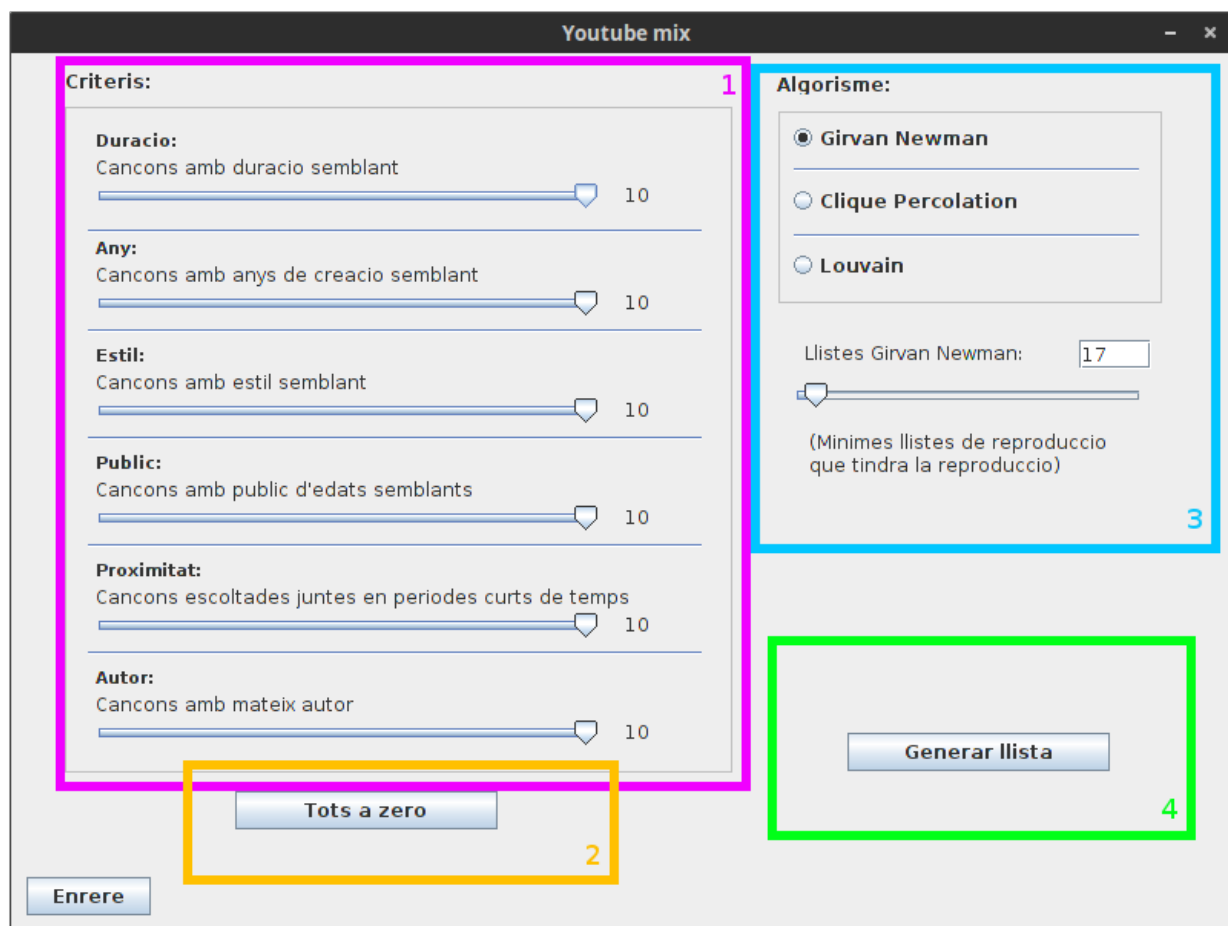 Youtube mix
Criteris:
1
Duracio:
Cancons amb duracio semblant
10
Any:
Cancons amb anys de creacio semblant
10
Estil:
Cancons amb estil semblant
10
Public:
Cancons amb public d'edats semblants
10
Proximitat:
Cancons escoltades juntes en periodes curts de temps
10
Autor:
Cancons amb mateix autor
10
Tots a zero
2
Enrere
Algorisme:
Girvan Newman
Clique Percolation
Louvain
Llistes Girvan Newman: 17
(Minimes llistes de reproduccio
que tindra la reproduccio)
3
Generar llista
4